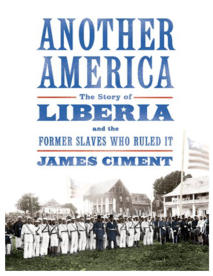 ANOTHER
AMERICA
The Story of
LIBERIA
and the
FORMER SLAVES WHO RULED IT
JAMES CIMENT